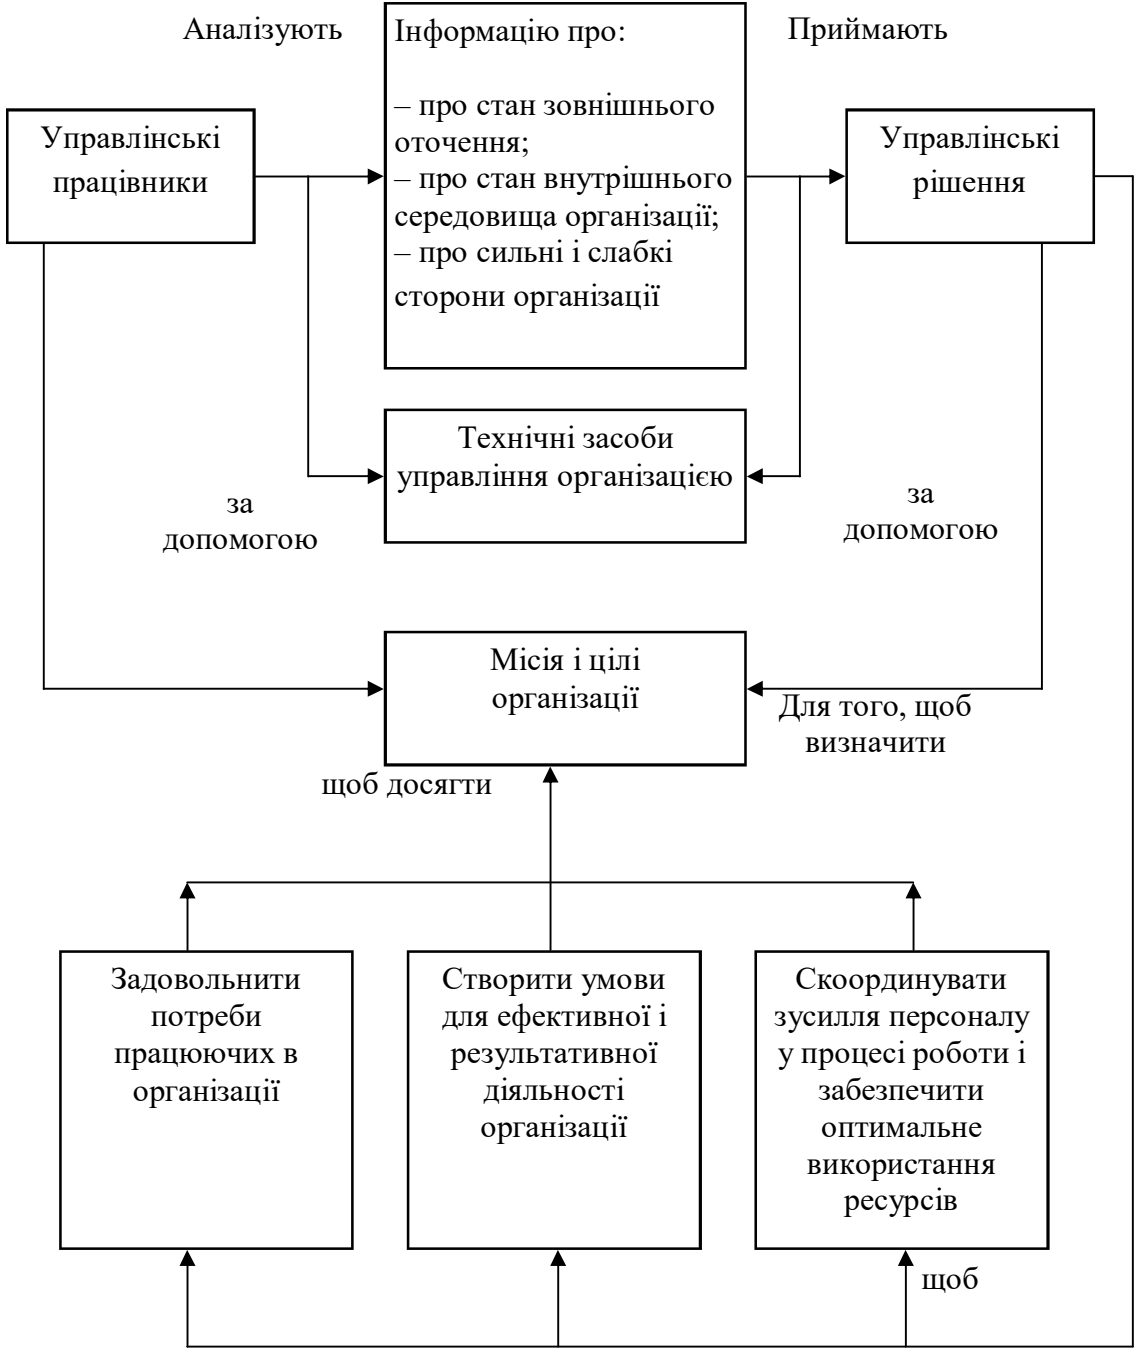 Аналізують
Інформацію про:
Приймають
– про стан зовнішнього
оточення;
– про стан внутрішнього
середовища організації;
– про сильні і слабкі
сторони організації
Управлінські
працівники
Управлінські
рішення
Технічні засоби
управління організацією
за
допомогою
за
допомогою
Місія і цілі
організації
Для того, щоб
визначити
щоб досягти
Задовольнити
потреби
працюючих в
організації
Створити умови
для ефективної і
результативної
діяльності
організації
Скоординувати
зусилля персоналу
у процесі роботи і
забезпечити
оптимальне
використання
ресурсів
щоб